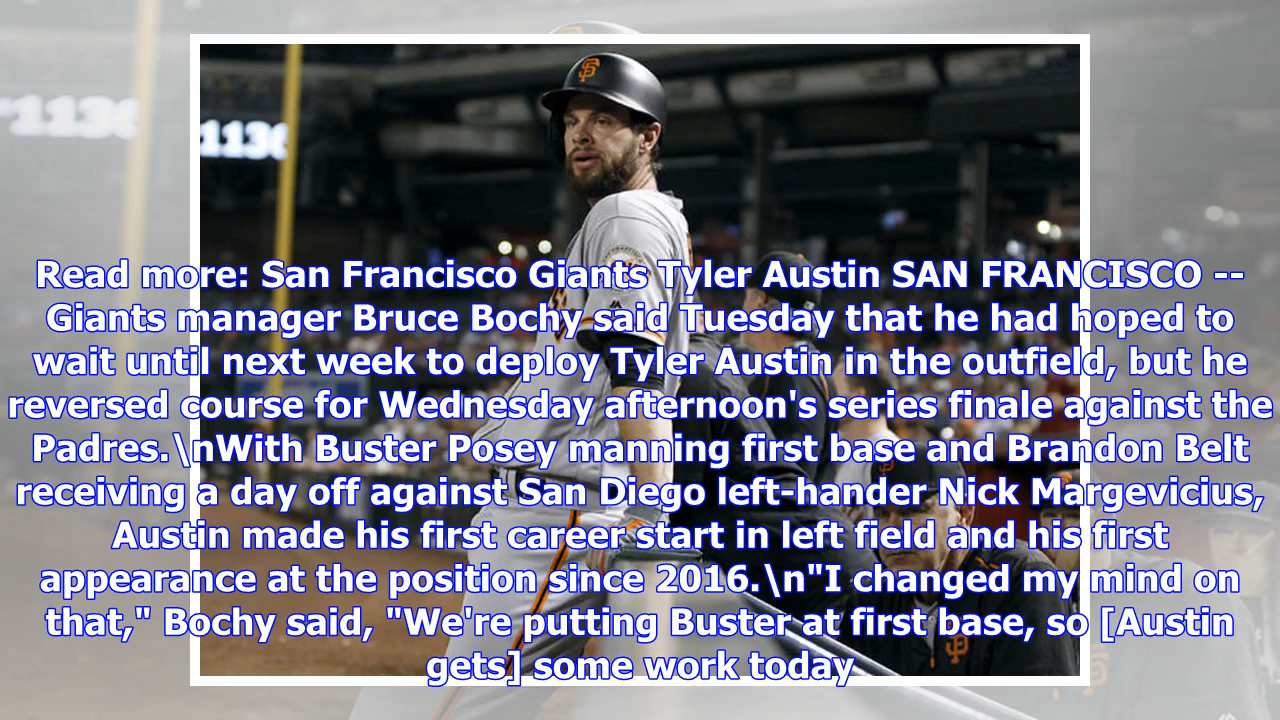 *1136
1136
SF
Read more: San Francisco Giants Tyler Austin SAN FRANCISCO --
Giants manager Bruce Bochy said Tuesday that he had hoped to
wait until next week to deploy Tyler Austin in the outfield, but he
reversed course for Wednesday afternoon's series finale against the
Padres.\nWith Buster Posey manning first base and Brandon Belt
receiving a day off against San Diego left-hander Nick Margevicius,
Austin made his first career start in left field and his first
appearance at the position since 2016.\n"I changed my mind on
that," Bochy said, "We're putting Buster at first base, so [Austin
gets] some work today